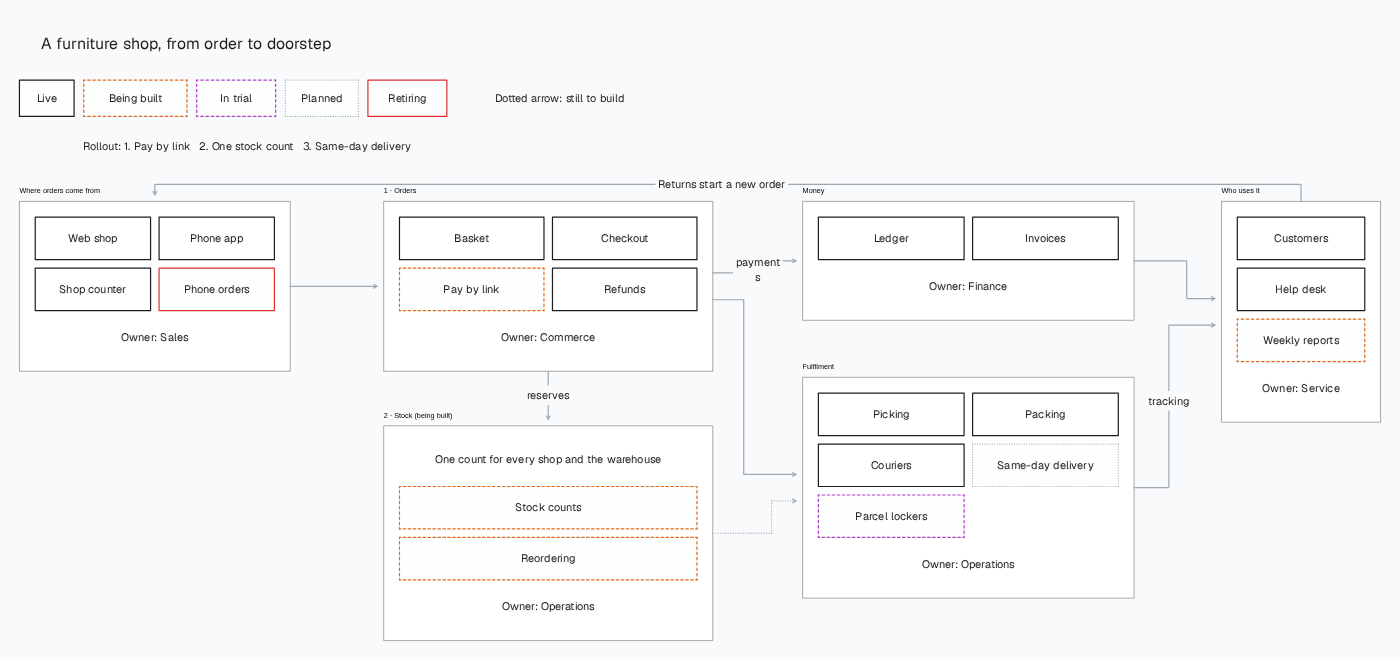 A furniture shop, from order to doorstep
Live
Being built
In trial
Planned
Retiring
Dotted arrow: still to build
Rollout: 1. Pay by link 2. One stock count 3. Same-day delivery
Returns start a new order
Where orders come from
Web shop
Phone app
Shop counter
Phone orders
Owner: Sales
1 - Orders
Basket
Checkout
Pay by link
Refunds
Owner: Commerce
payment
s
reserves
2 - Stock (being built)
One count for every shop and the warehouse
Stock counts
Reordering
Owner: Operations
Money
Ledger
Invoices
Owner: Finance
Fulfilment
Picking
Packing
Couriers
Same-day delivery
Parcel lockers
Owner: Operations
tracking
Who uses it
Customers
Help desk
Weekly reports
Owner: Service